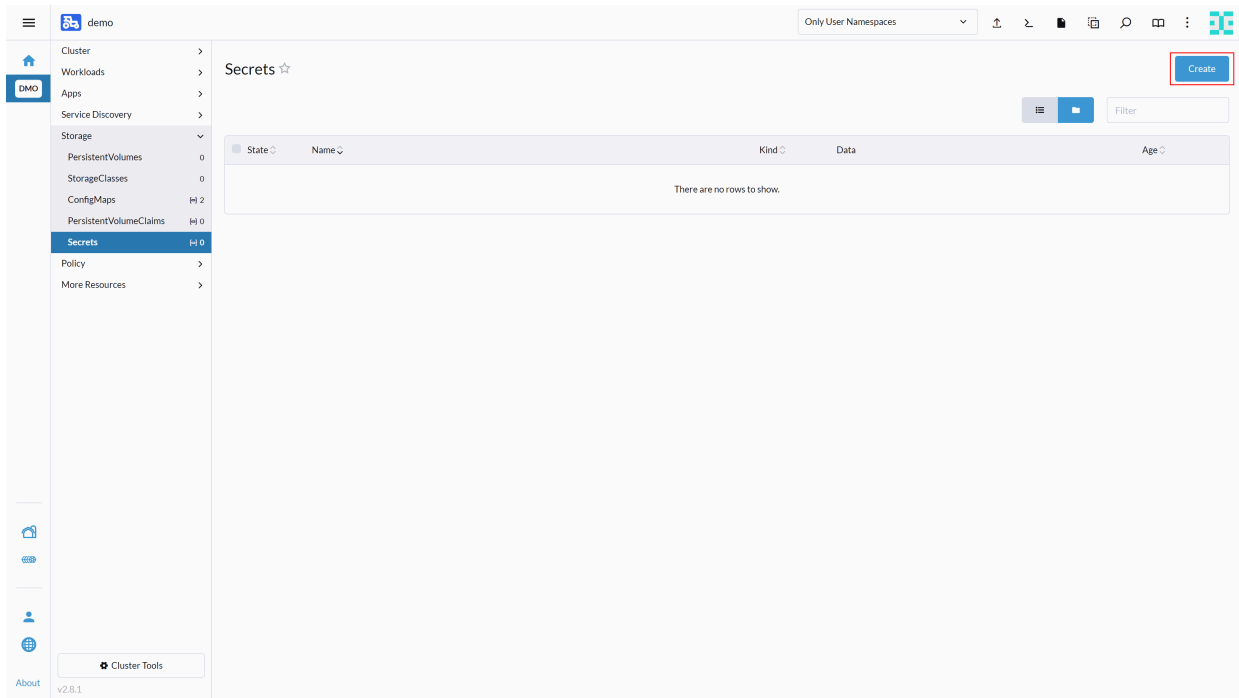 demo
Only User Namespaces
DMO
Cluster
Workloads
Apps
Service Discovery
Storage
PersistentVolumes 0
StorageClasses 0
ConfigMaps 2
PersistentVolumeClaims 0
Secrets 0
Policy
More Resources
Cluster Tools
v2.8.1
About
Secrets
Create
Filter
State Name Kind Data Age
There are no rows to show.